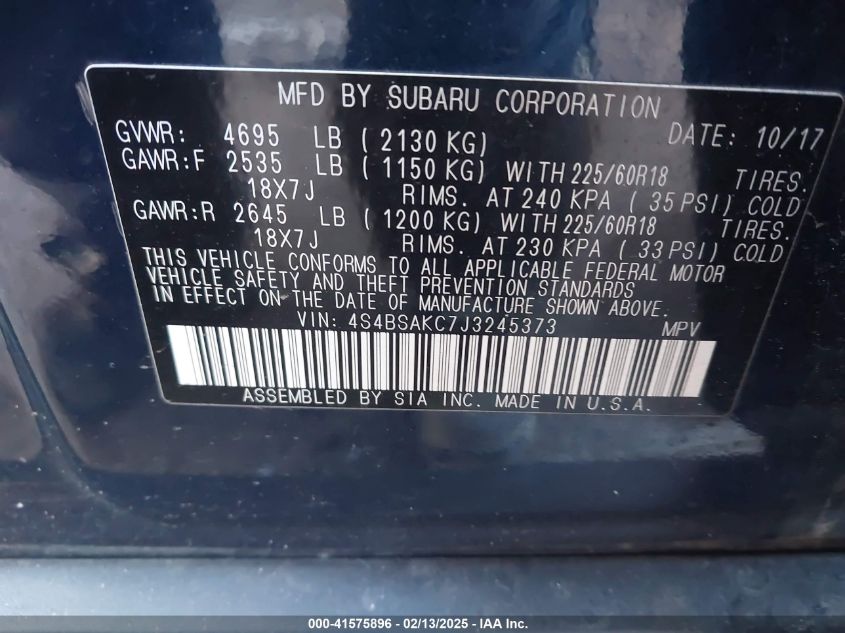 MFD BY SUBARU CORPORATION
GVWR: 4695 LB ( 2130 KG) DATE: 10/17
GAWR:F 2535 LB ( 1150 KG) WITH 225/60R18 TIRES.
18X7J RIMS. AT 240 KPA ( 35 PSI) COLD
GAWR:R 2645 LB ( 1200 KG) WITH 225/60R18 TIRES.
18X7J RIMS. AT 230 KPA ( 33 PSI) COLD
THIS VEHICLE CONFORMS TO ALL APPLICABLE FEDERAL MOTOR
VEHICLE SAFETY AND THEFT PREVENTION STANDARDS
IN EFFECT ON THE DATE OF MANUFACTURE SHOWN ABOVE.
VIN: 4S4BSAKC7J3245373 MPV
ASSEMBLED BY SIA INC. MADE IN U.S.A.
000-41575896 - 02/13/2025 - IAA Inc.